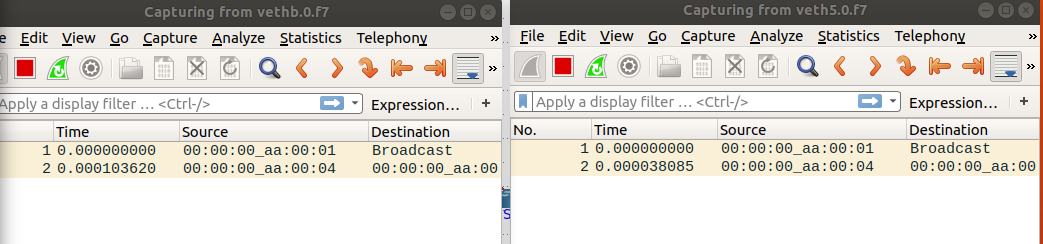 Capturing from vethb.0.f7
e Edit View Go Capture Analyze Statistics Telephony »
»
Apply a display filter … <Ctrl-/> Expression… +
Time Source Destination
1 0.000000000 00:00:00_aa:00:01 Broadcast
2 0.000103620 00:00:00_aa:00:04 00:00:00_aa:00
Capturing from veth5.0.f7
File Edit View Go Capture Analyze Statistics Telephony »
»
Apply a display filter … <Ctrl-/> Expression… +
No. Time Source Destination
1 0.000000000 00:00:00_aa:00:01 Broadcast
2 0.000038085 00:00:00_aa:00:04 00:00:00_aa:00
S